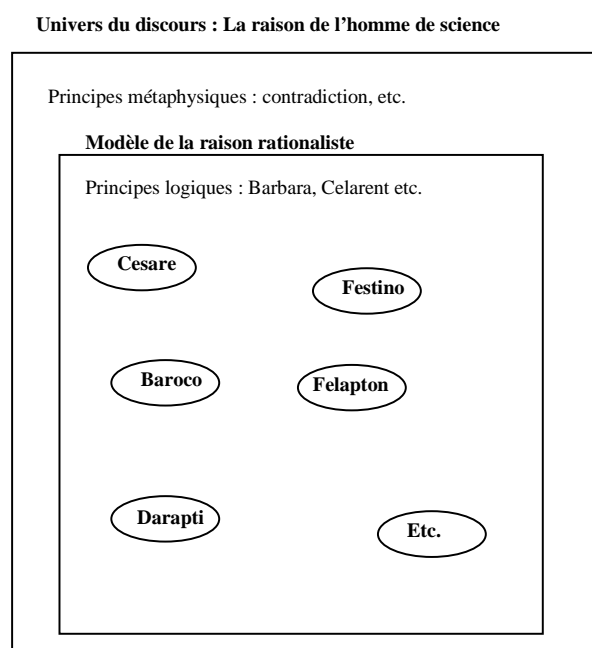 Univers du discours : La raison de l’homme de science
Principes métaphysiques : contradiction, etc.
Modèle de la raison rationaliste
Principes logiques : Barbara, Celarent etc.
Cesare
Festino
Baroco
Felapton
Darapti
Etc.